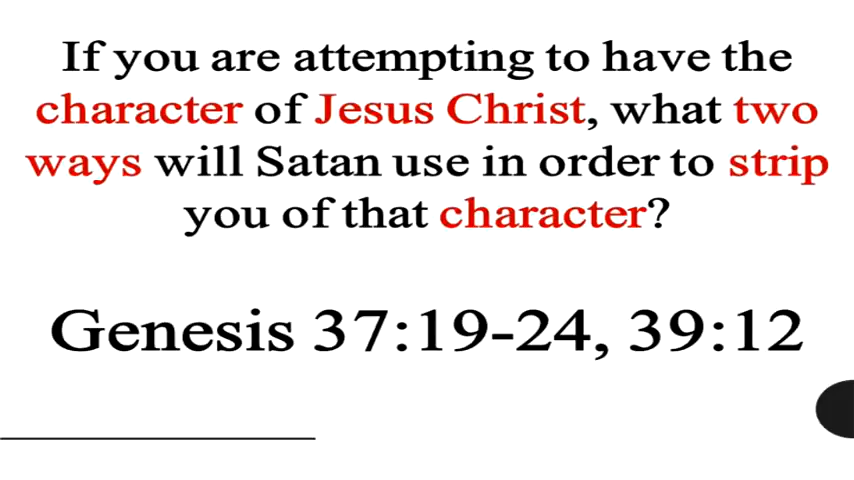 If you are attempting to have the
character of Jesus Christ, what two
ways will Satan use in order to strip
you of that character?
Genesis 37:19-24, 39:12